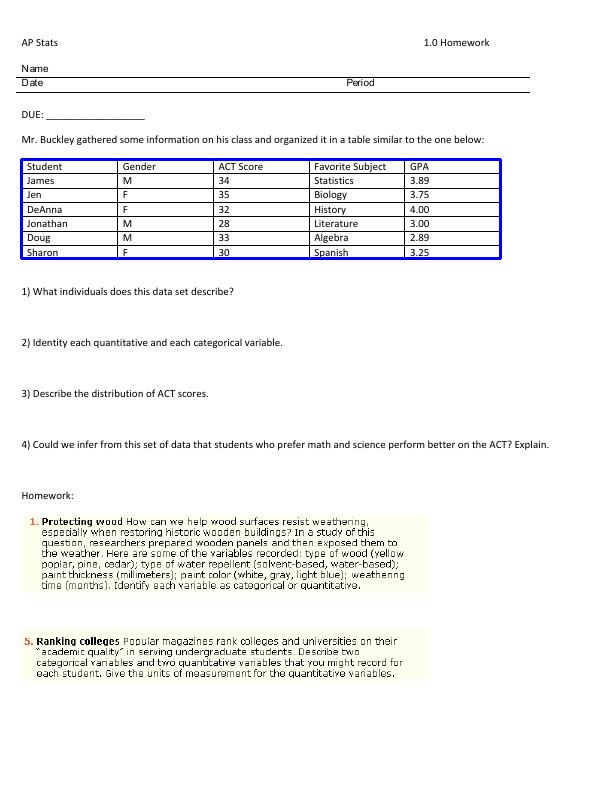 AP Stats 1.0 Homework
Name
Date Period
DUE: __________________
Mr. Buckley gathered some information on his class and organized it in a table similar to the one below:
Student Gender ACT Score Favorite Subject GPA
James M 34 Statistics 3.89
Jen F 35 Biology 3.75
DeAnna F 32 History 4.00
Jonathan M 28 Literature 3.00
Doug M 33 Algebra 2.89
Sharon F 30 Spanish 3.25
1) What individuals does this data set describe?
2) Identity each quantitative and each categorical variable.
3) Describe the distribution of ACT scores.
4) Could we infer from this set of data that students who prefer math and science perform better on the ACT? Explain.
Homework:
1. Protecting wood How can we help wood surfaces resist weathering,
especially when restoring historic wooden buildings? In a study of this
question, researchers prepared wooden panels and then exposed them to
the weather. Here are some of the variables recorded: type of wood (yellow
poplar, pine, cedar); type of water repellent (solvent-based, water-based);
paint thickness (millimeters); paint color (white, gray, light blue); weathering
time (months). Identify each variable as categorical or quantitative.
5. Ranking colleges Popular magazines rank colleges and universities on their
"academic quality" in serving undergraduate students. Describe two
categorical variables and two quantitative variables that you might record for
each student. Give the units of measurement for the quantitative variables.